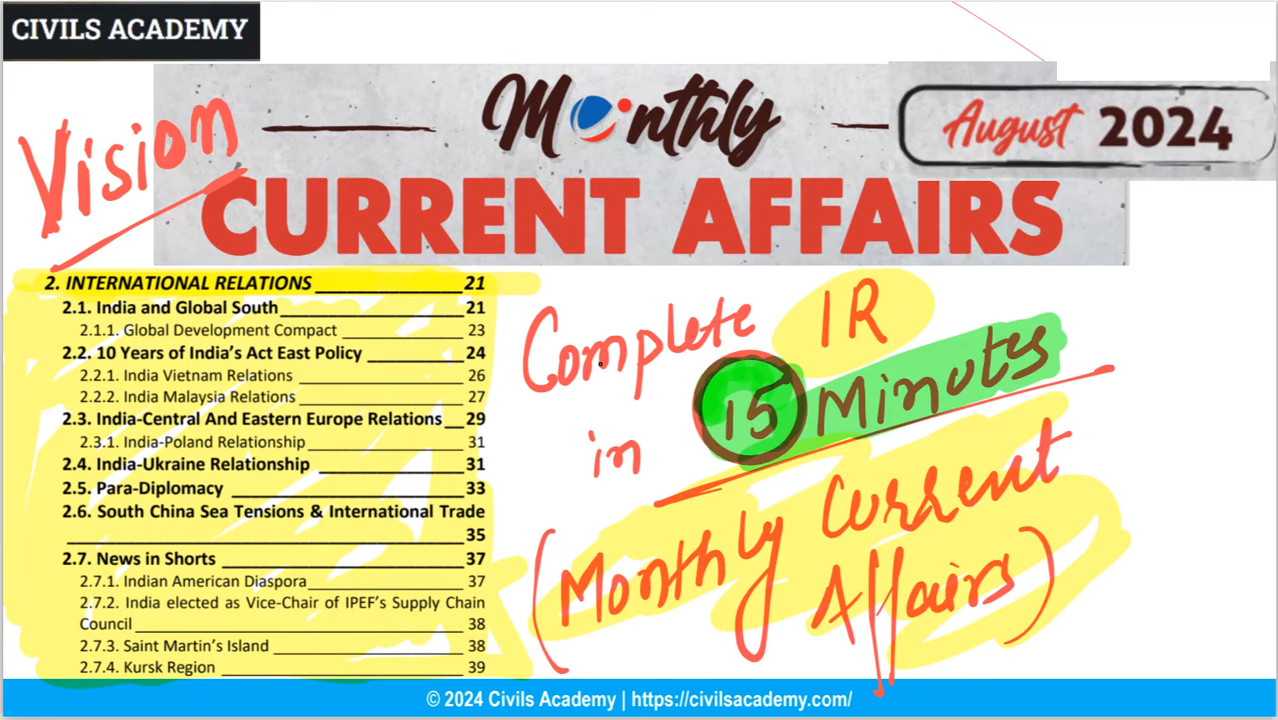 CIVILS ACADEMY
Monthly
August 2024
Vision
CURRENT AFFAIRS
2. INTERNATIONAL RELATIONS 21
2.1. India and Global South 21
2.1.1. Global Development Compact 23
2.2. 10 Years of India's Act East Policy 24
2.2.1. India Vietnam Relations 26
2.2.2. India Malaysia Relations 27
2.3. India-Central And Eastern Europe Relations 29
2.3.1. India-Poland Relationship 31
2.4. India-Ukraine Relationship 31
2.5. Para-Diplomacy 33
2.6. South China Sea Tensions & International Trade
35
2.7. News in Shorts 37
2.7.1. Indian American Diaspora 37
2.7.2. India elected as Vice-Chair of IPEF's Supply Chain
Council 38
2.7.3. Saint Martin's Island 38
2.7.4. Kursk Region 39
Complete IR
in 15 Minutes
(Monthly Current
Affairs)
© 2024 Civils Academy | https://civilsacademy.com/